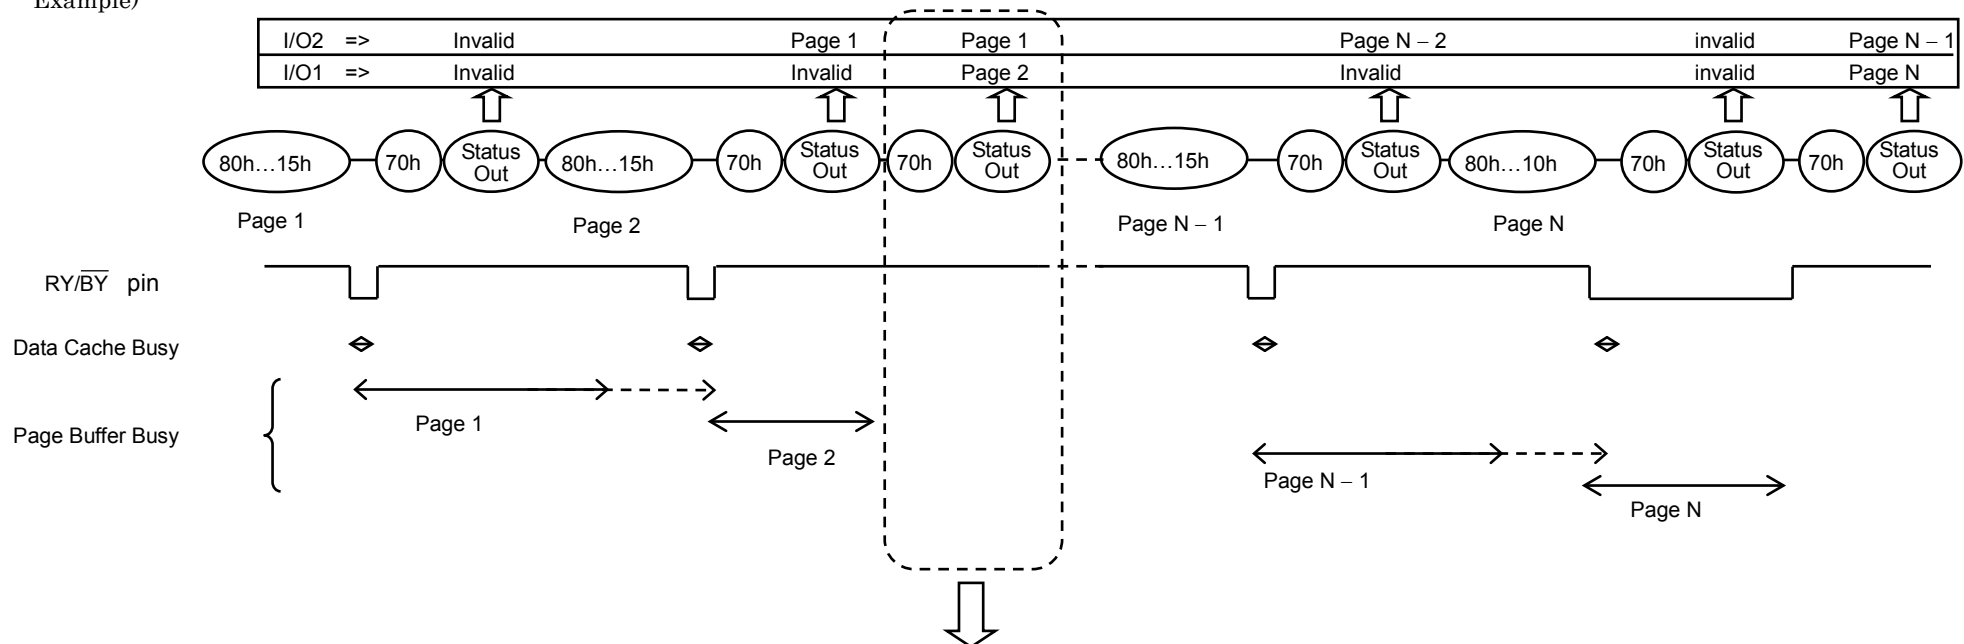 Example)
I/O2 => Invalid Page 1 Page 1 Page N – 2 invalid Page N – 1
I/O1 => Invalid Invalid Page 2 Invalid invalid Page N
80h…15h 70h Status Out 80h…15h 70h Status Out 70h Status Out 80h…15h 70h Status Out 80h…10h 70h Status Out 70h Status Out
Page 1 Page 2 Page N – 1 Page N
RY/B̅Y̅ pin
Data Cache Busy
Page Buffer Busy
Page 1
Page 2
Page N – 1
Page N